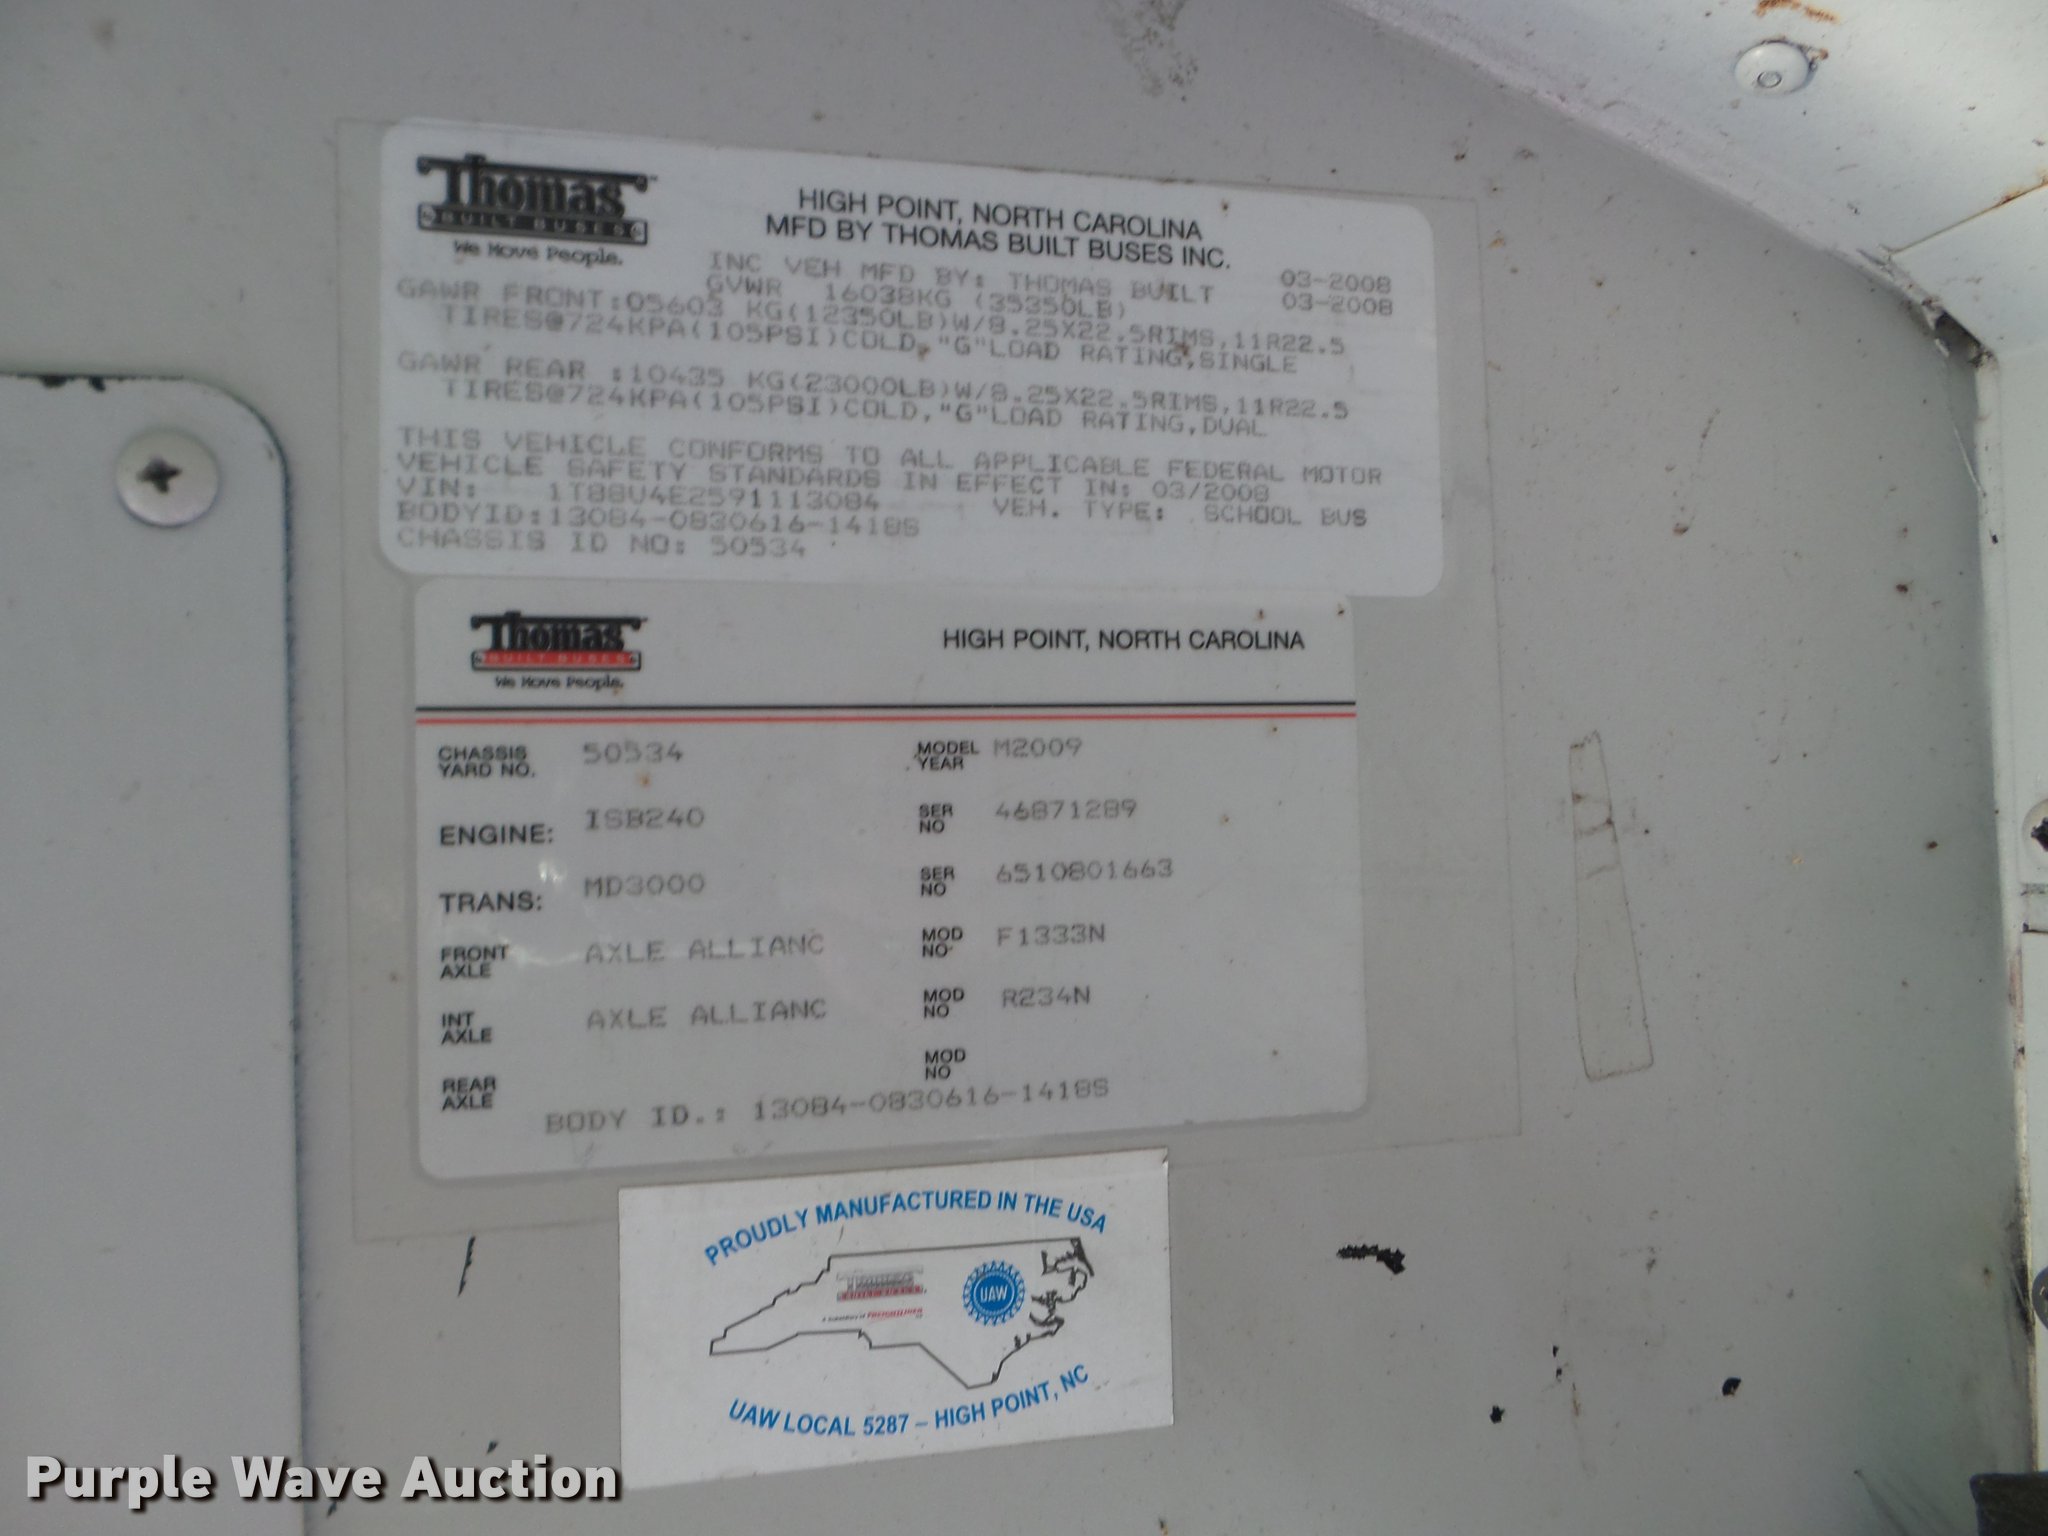 Thomas
BUILT BUSES
We Move People.
HIGH POINT, NORTH CAROLINA
MFD BY THOMAS BUILT BUSES INC.
INC VEH MFD BY: THOMAS BUILT 03-2008
GVWR 16038KG (35350LB) 03-2008
GAWR FRONT:05603 KG(12350LB)W/8.25X22.5RIMS,11R22.5
TIRES@724KPA(105PSI)COLD,"G"LOAD RATING,SINGLE
GAWR REAR :10435 KG(23000LB)W/8.25X22.5RIMS,11R22.5
TIRES@724KPA(105PSI)COLD,"G"LOAD RATING,DUAL
THIS VEHICLE CONFORMS TO ALL APPLICABLE FEDERAL MOTOR
VEHICLE SAFETY STANDARDS IN EFFECT IN: 03/2008
VIN: 1T88U4E2591113084 VEH. TYPE: SCHOOL BUS
BODYID:13084-0830616-1418S
CHASSIS ID NO: 50534
Thomas
BUILT BUSES
We Move People.
HIGH POINT, NORTH CAROLINA
CHASSIS YARD NO. 50534 MODEL YEAR M2009
ENGINE: ISB240 SER NO 46871289
TRANS: MD3000 SER NO 6510801663
FRONT AXLE AXLE ALLIANC MOD NO F1333N
INT AXLE AXLE ALLIANC MOD NO R234N
REAR AXLE MOD NO
BODY ID.: 13084-0830616-1418S
PROUDLY MANUFACTURED IN THE USA
THOMAS
BUILT BUSES
UAW
UAW LOCAL 5287 – HIGH POINT, NC
Purple Wave Auction